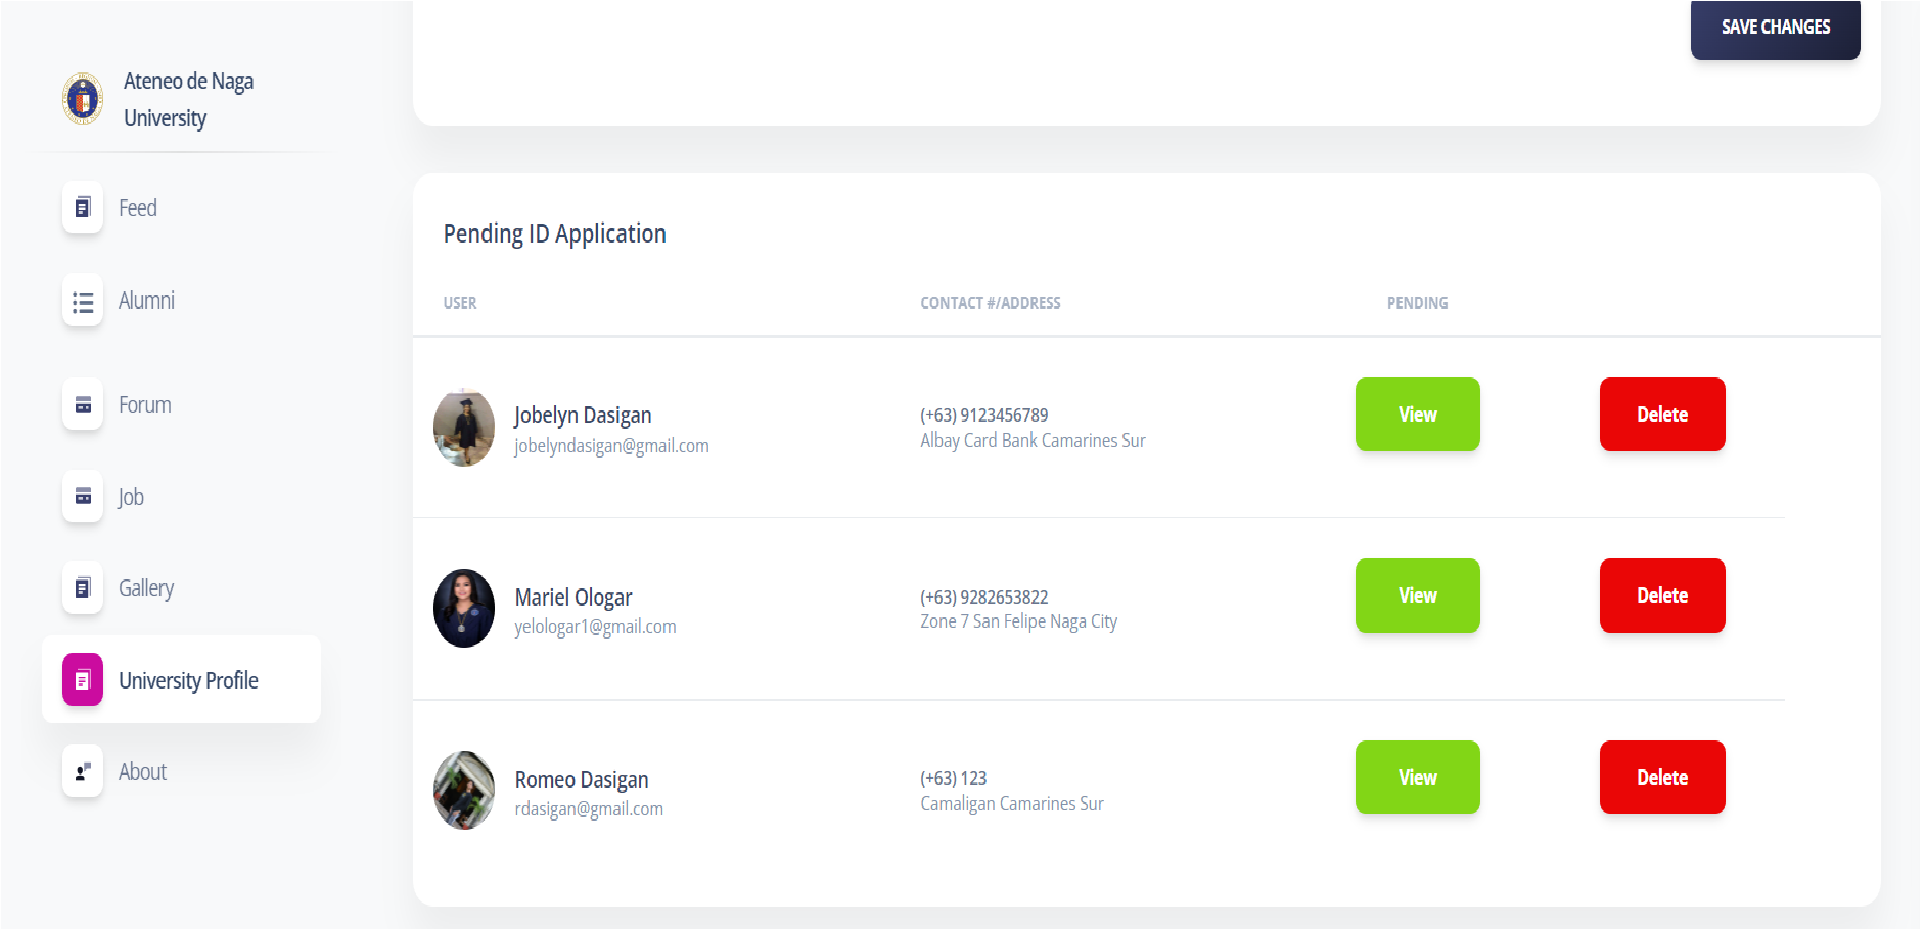 SAVE CHANGES
Ateneo de Naga
University
Feed
Alumni
Forum
Job
Gallery
University Profile
About
Pending ID Application
USER CONTACT #/ADDRESS PENDING
Jobelyn Dasigan
jobelyndasigan@gmail.com
(+63) 9123456789
Albay Card Bank Camarines Sur
View Delete
Mariel Ologar
yelologar1@gmail.com
(+63) 9282653822
Zone 7 San Felipe Naga City
View Delete
Romeo Dasigan
rdasigan@gmail.com
(+63) 123
Camaligan Camarines Sur
View Delete